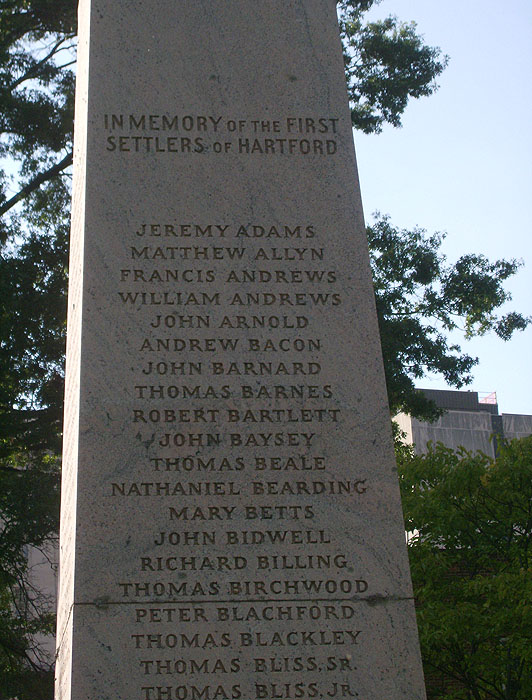 IN MEMORY OF THE FIRST
SETTLERS OF HARTFORD
JEREMY ADAMS
MATTHEW ALLYN
FRANCIS ANDREWS
WILLIAM ANDREWS
JOHN ARNOLD
ANDREW BACON
JOHN BARNARD
THOMAS BARNES
ROBERT BARTLETT
JOHN BAYSEY
THOMAS BEALE
NATHANIEL BEARDING
MARY BETTS
JOHN BIDWELL
RICHARD BILLING
THOMAS BIRCHWOOD
PETER BLACHFORD
THOMAS BLACKLEY
THOMAS BLISS, SR.
THOMAS BLISS, JR.